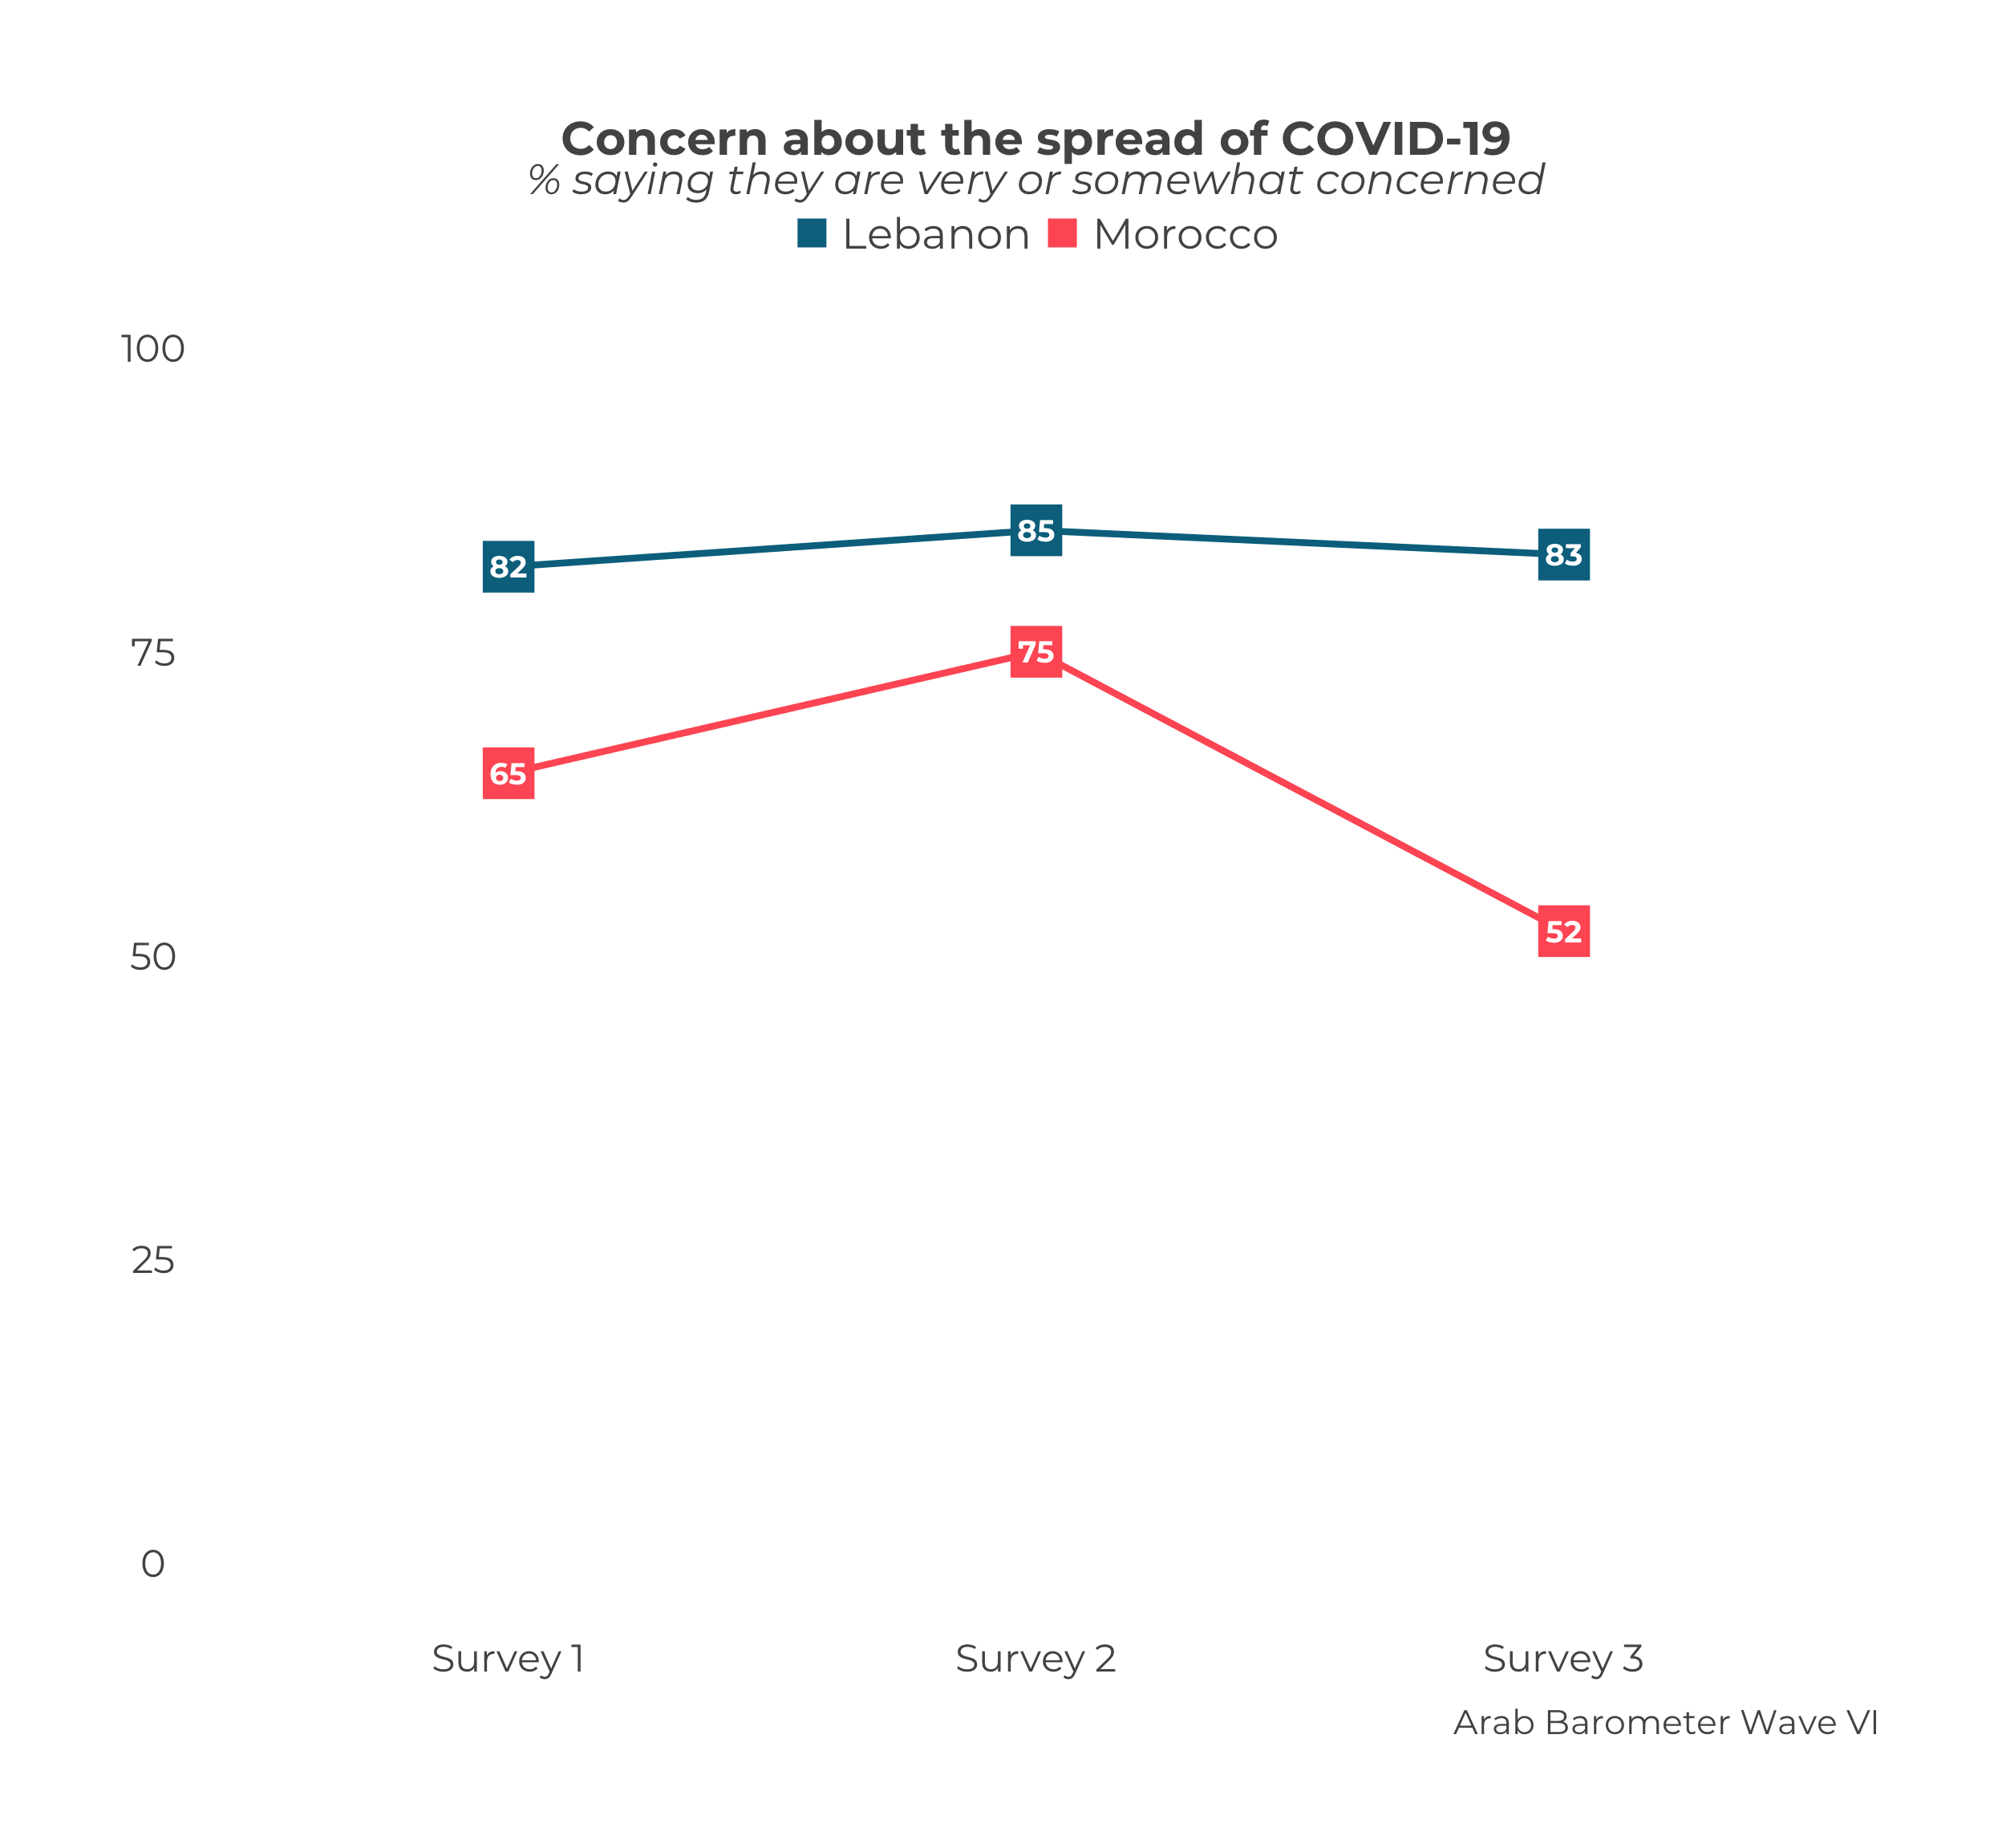 Concern about the spread of COVID-19
% saying they are very or somewhat concerned
Lebanon Morocco
100
85
82
83
75
75
65
52
50
25
0
Survey 1 Survey 2 Survey 3
Arab Barometer Wave VI